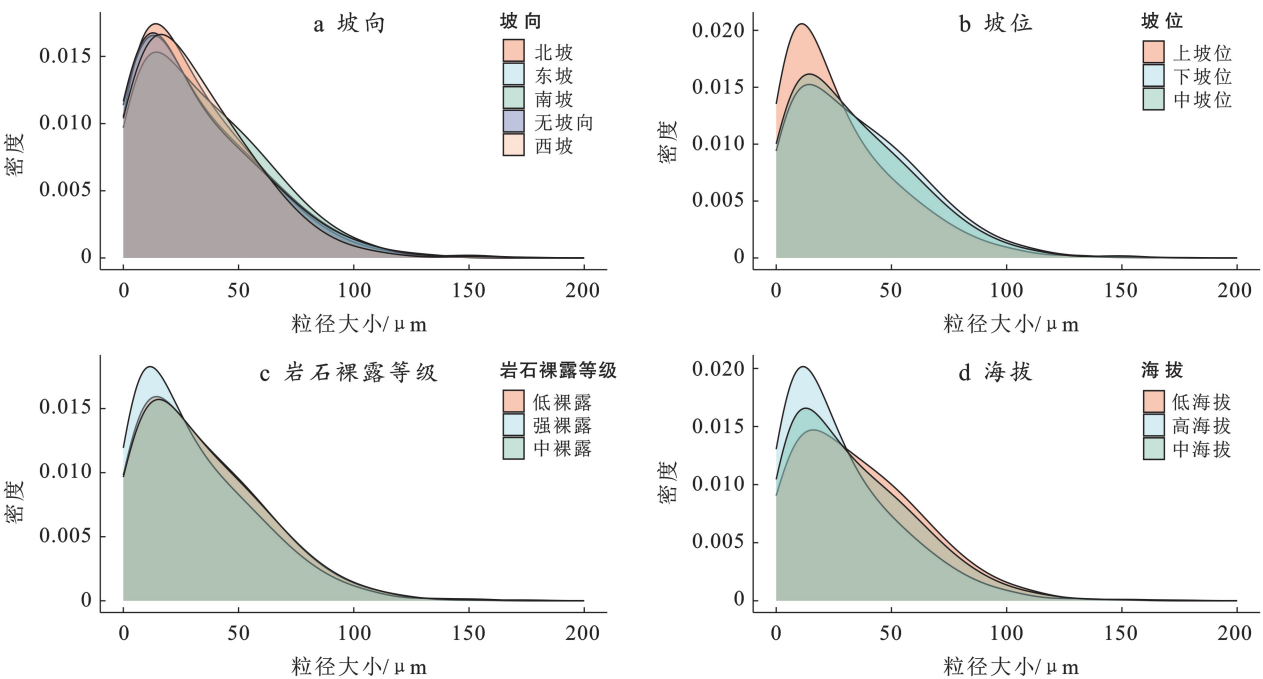 a 坡向
坡向
北坡
东坡
南坡
无坡向
西坡
密度
0.015
0.010
0.005
0
0 50 100 150 200
粒径大小/μm
b 坡位
坡位
上坡位
下坡位
中坡位
密度
0.020
0.015
0.010
0.005
0
0 50 100 150 200
粒径大小/μm
c 岩石裸露等级
岩石裸露等级
低裸露
强裸露
中裸露
密度
0.015
0.010
0.005
0
0 50 100 150 200
粒径大小/μm
d 海拔
海拔
低海拔
高海拔
中海拔
密度
0.020
0.015
0.010
0.005
0
0 50 100 150 200
粒径大小/μm